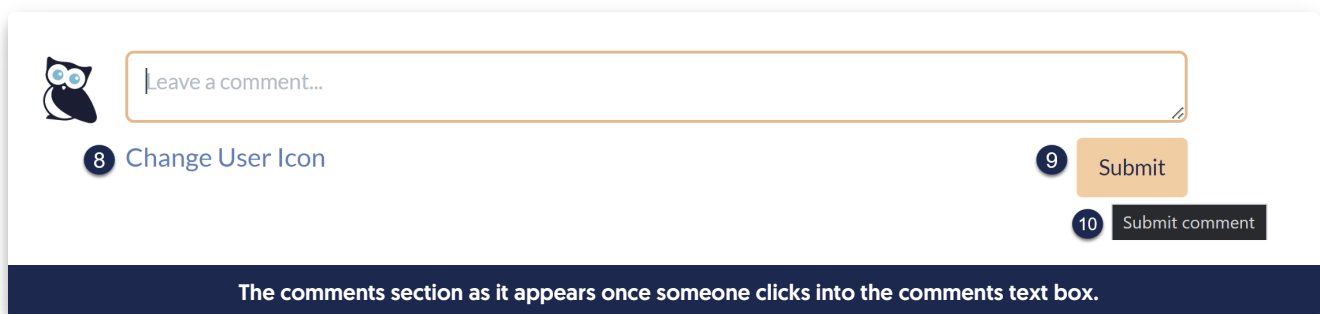 Leave a comment...
8 Change User Icon
9 Submit
10 Submit comment
The comments section as it appears once someone clicks into the comments text box.